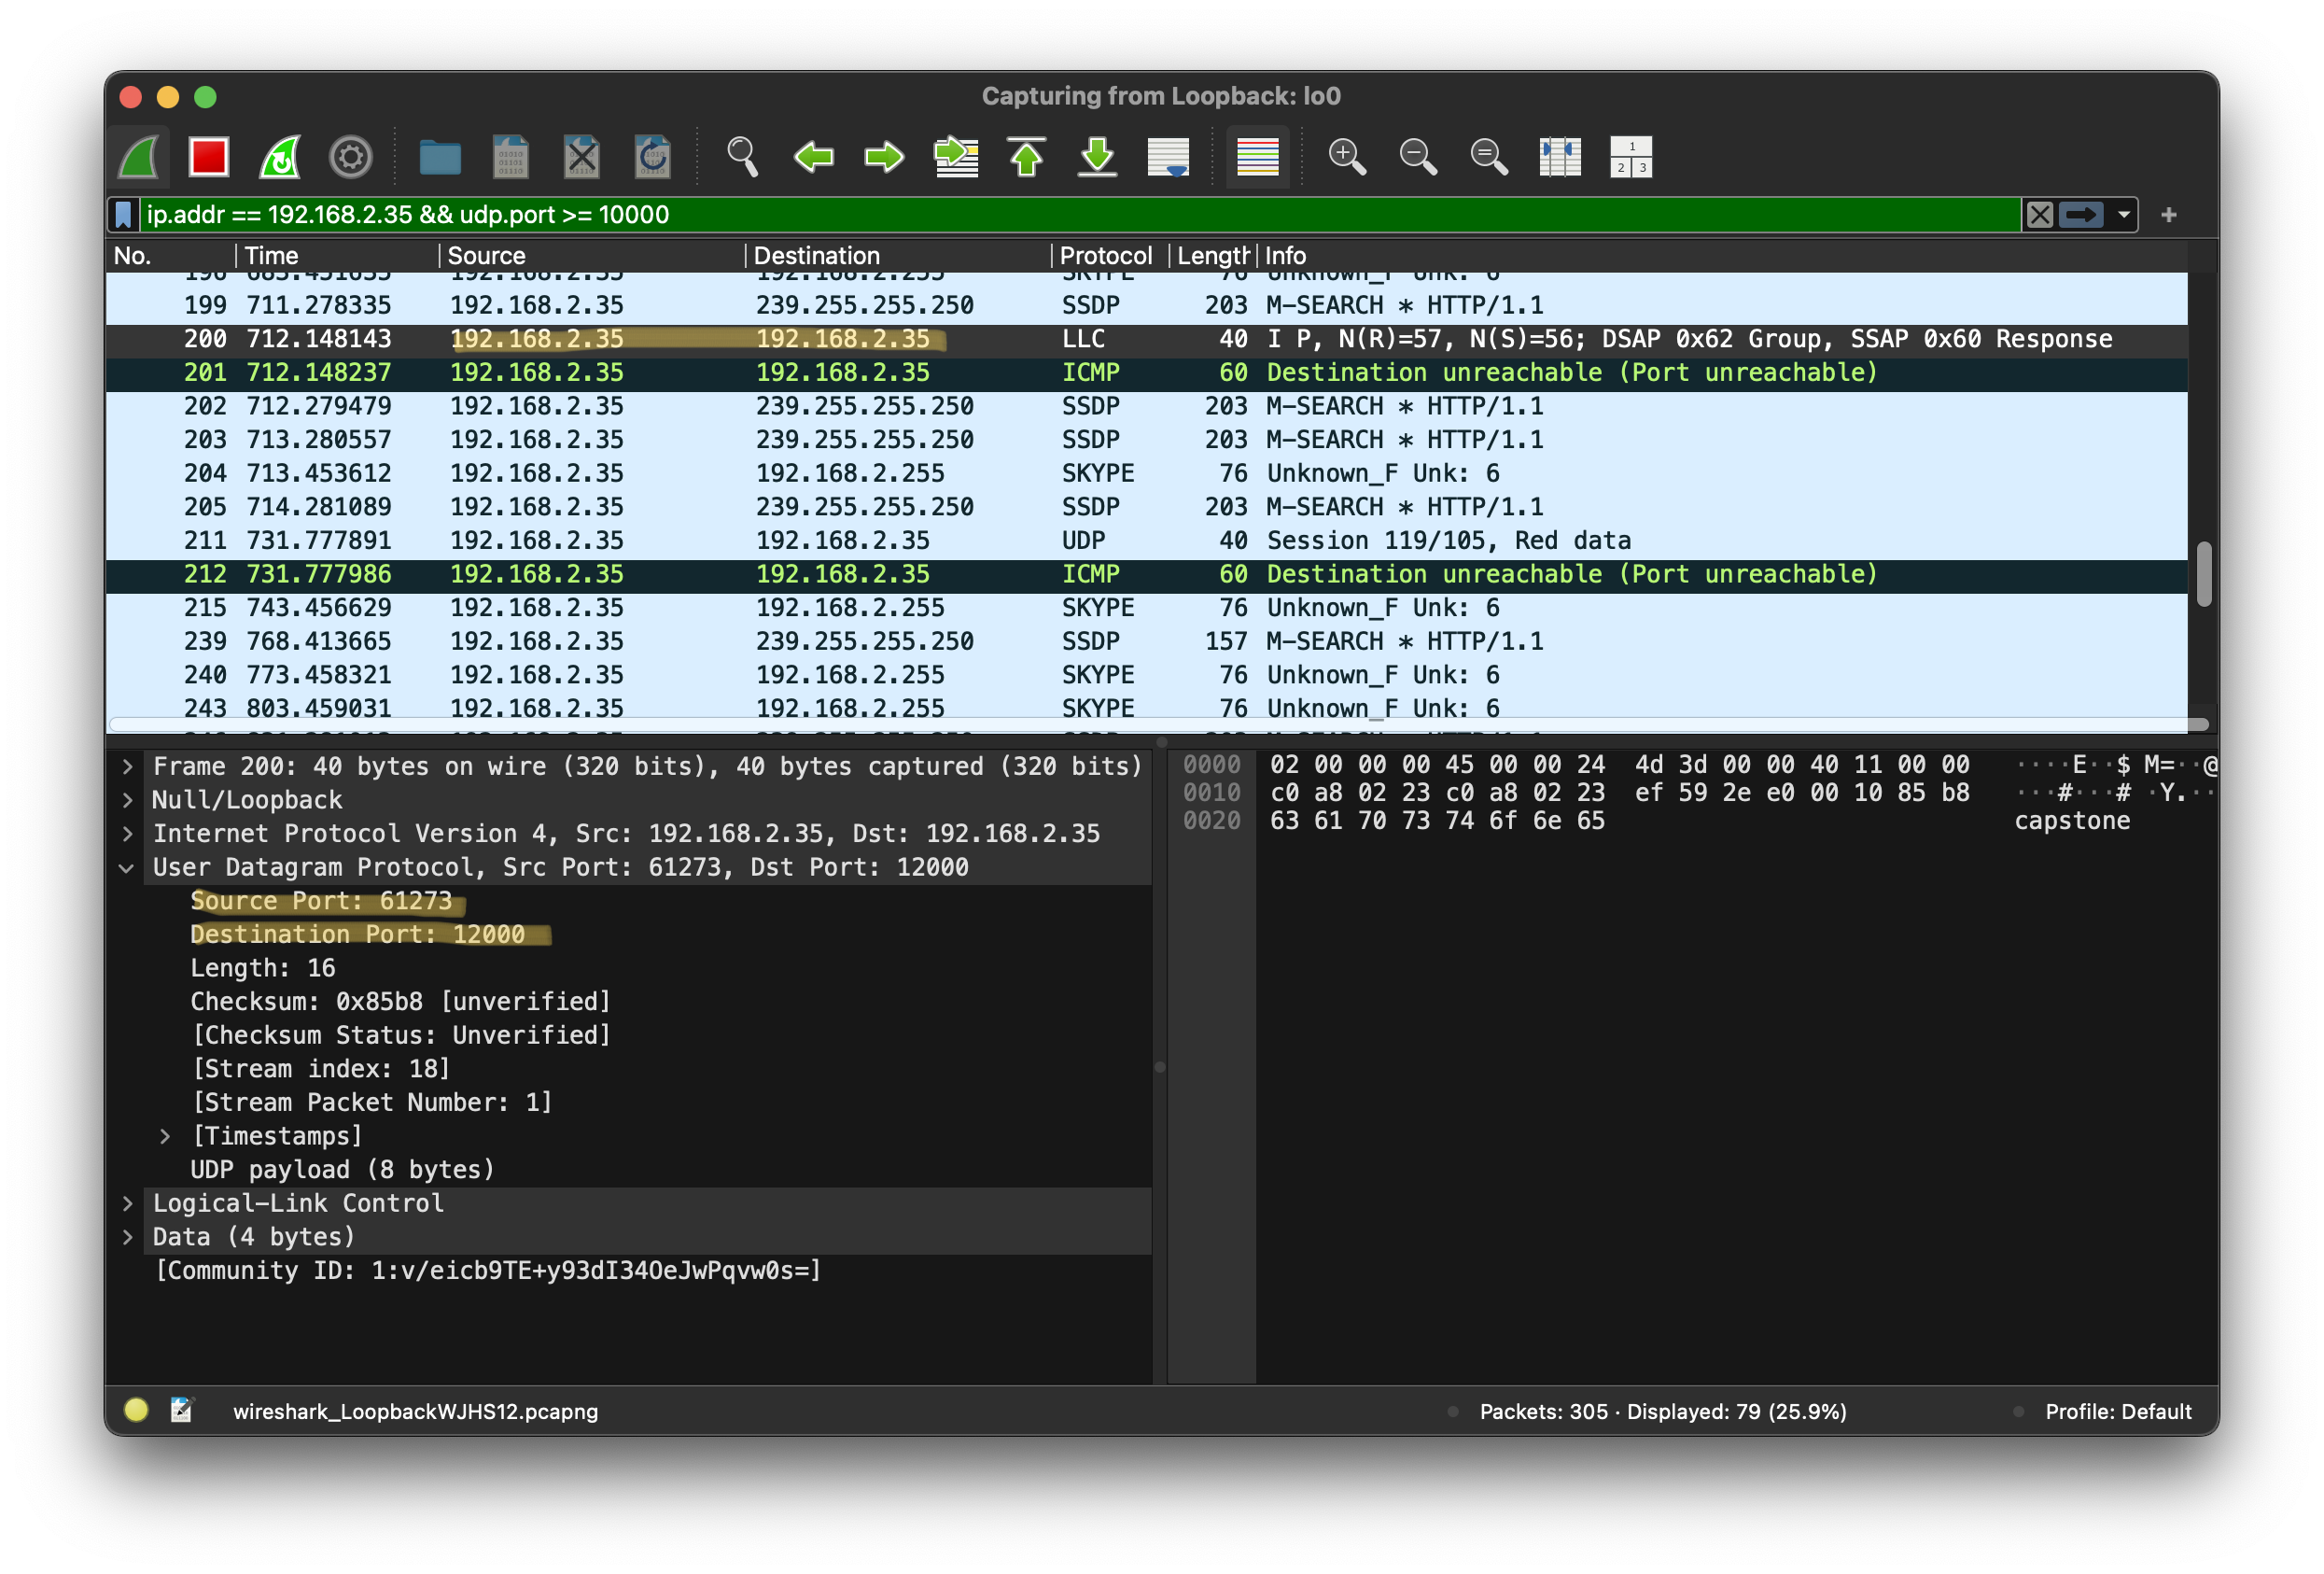 Capturing from Loopback: lo0
ip.addr == 192.168.2.35 && udp.port >= 10000
No. Time Source Destination Protocol Length Info
199 711.278335 192.168.2.35 239.255.255.250 SSDP 203 M-SEARCH * HTTP/1.1
200 712.148143 192.168.2.35 192.168.2.35 LLC 40 I P, N(R)=57, N(S)=56; DSAP 0x62 Group, SSAP 0x60 Response
201 712.148237 192.168.2.35 192.168.2.35 ICMP 60 Destination unreachable (Port unreachable)
202 712.279479 192.168.2.35 239.255.255.250 SSDP 203 M-SEARCH * HTTP/1.1
203 713.280557 192.168.2.35 239.255.255.250 SSDP 203 M-SEARCH * HTTP/1.1
204 713.453612 192.168.2.35 192.168.2.255 SKYPE 76 Unknown_F Unk: 6
205 714.281089 192.168.2.35 239.255.255.250 SSDP 203 M-SEARCH * HTTP/1.1
211 731.777891 192.168.2.35 192.168.2.35 UDP 40 Session 119/105, Red data
212 731.777986 192.168.2.35 192.168.2.35 ICMP 60 Destination unreachable (Port unreachable)
215 743.456629 192.168.2.35 192.168.2.255 SKYPE 76 Unknown_F Unk: 6
239 768.413665 192.168.2.35 239.255.255.250 SSDP 157 M-SEARCH * HTTP/1.1
240 773.458321 192.168.2.35 192.168.2.255 SKYPE 76 Unknown_F Unk: 6
243 803.459031 192.168.2.35 192.168.2.255 SKYPE 76 Unknown_F Unk: 6
Frame 200: 40 bytes on wire (320 bits), 40 bytes captured (320 bits)
Null/Loopback
Internet Protocol Version 4, Src: 192.168.2.35, Dst: 192.168.2.35
User Datagram Protocol, Src Port: 61273, Dst Port: 12000
Source Port: 61273
Destination Port: 12000
Length: 16
Checksum: 0x85b8 [unverified]
[Checksum Status: Unverified]
[Stream index: 18]
[Stream Packet Number: 1]
[Timestamps]
UDP payload (8 bytes)
Logical-Link Control
Data (4 bytes)
[Community ID: 1:v/eicb9TE+y93dI34OeJwPqvw0s=]
0000 02 00 00 00 45 00 00 24 4d 3d 00 00 40 11 00 00 ····E··$ M=··@
0010 c0 a8 02 23 c0 a8 02 23 ef 59 2e e0 00 10 85 b8 ···#···# ·Y.··
0020 63 61 70 73 74 6f 6e 65 capstone
wireshark_LoopbackWJHS12.pcapng
Packets: 305 · Displayed: 79 (25.9%)
Profile: Default